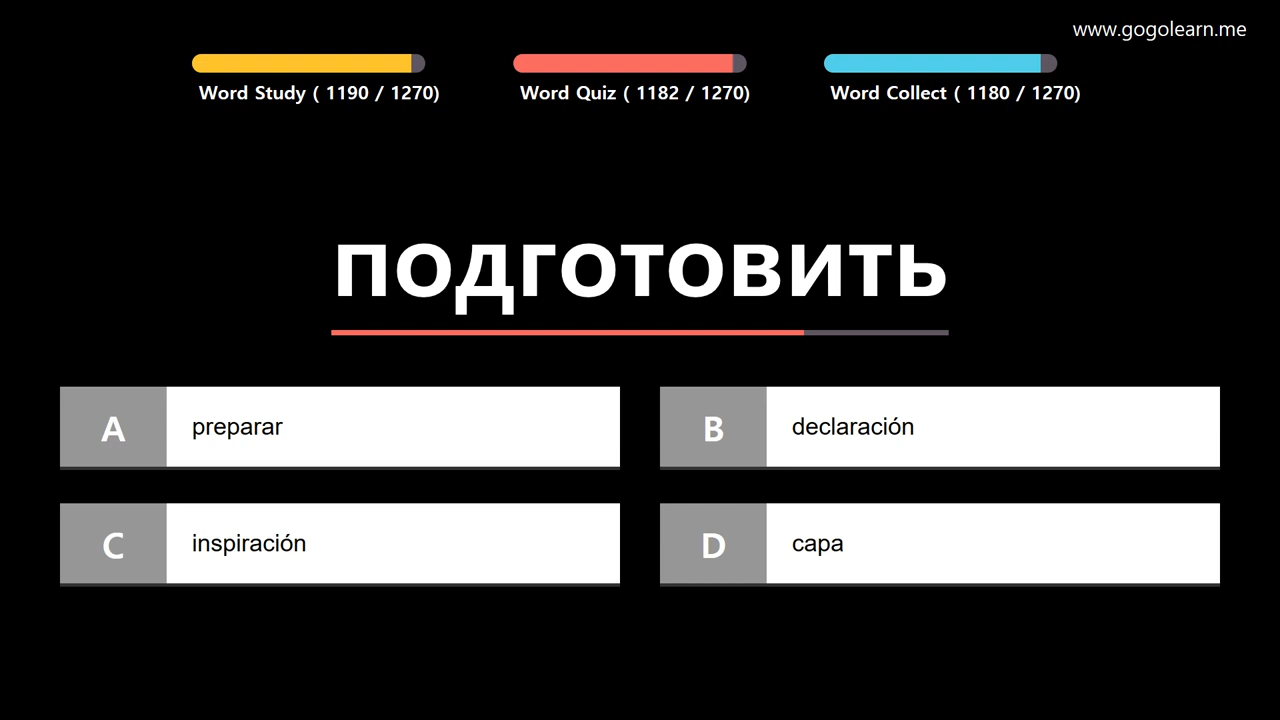 www.gogolearn.me
Word Study ( 1190 / 1270)
Word Quiz ( 1182 / 1270)
Word Collect ( 1180 / 1270)
подготовить
A preparar
B declaración
C inspiración
D capa